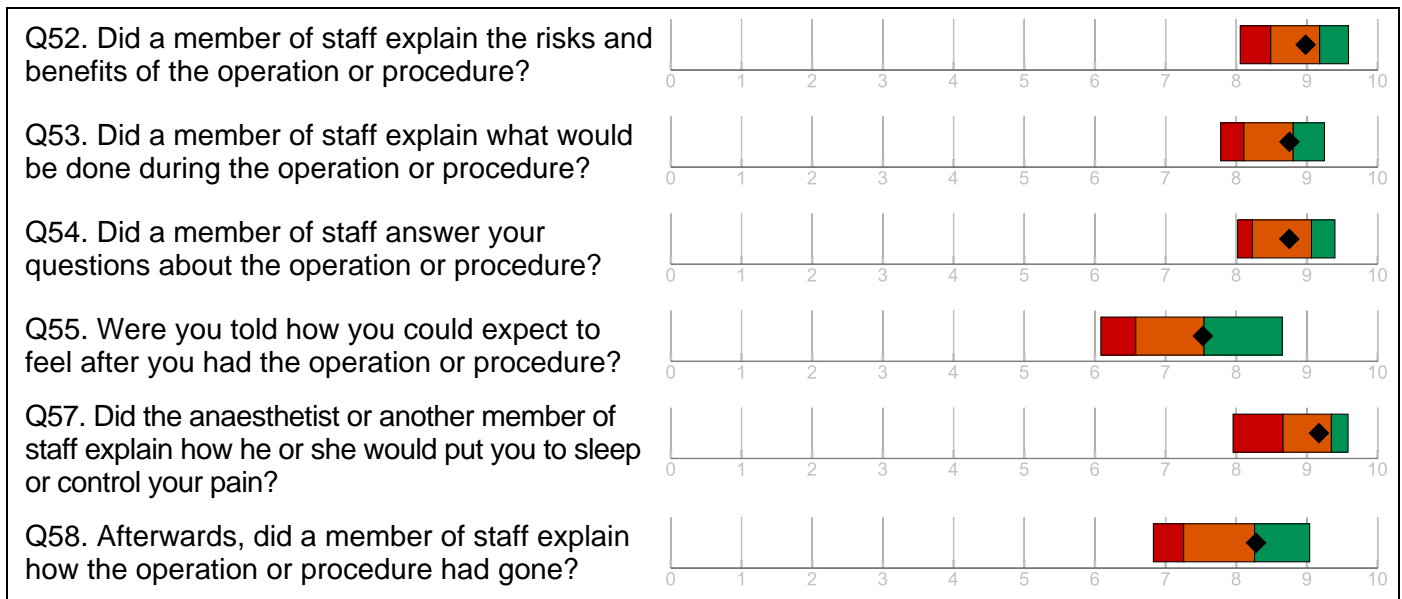 Q52. Did a member of staff explain the risks and
benefits of the operation or procedure?
0 1 2 3 4 5 6 7 8 9 10
Q53. Did a member of staff explain what would
be done during the operation or procedure?
0 1 2 3 4 5 6 7 8 9 10
Q54. Did a member of staff answer your
questions about the operation or procedure?
0 1 2 3 4 5 6 7 8 9 10
Q55. Were you told how you could expect to
feel after you had the operation or procedure?
0 1 2 3 4 5 6 7 8 9 10
Q57. Did the anaesthetist or another member of
staff explain how he or she would put you to sleep
or control your pain?
0 1 2 3 4 5 6 7 8 9 10
Q58. Afterwards, did a member of staff explain
how the operation or procedure had gone?
0 1 2 3 4 5 6 7 8 9 10